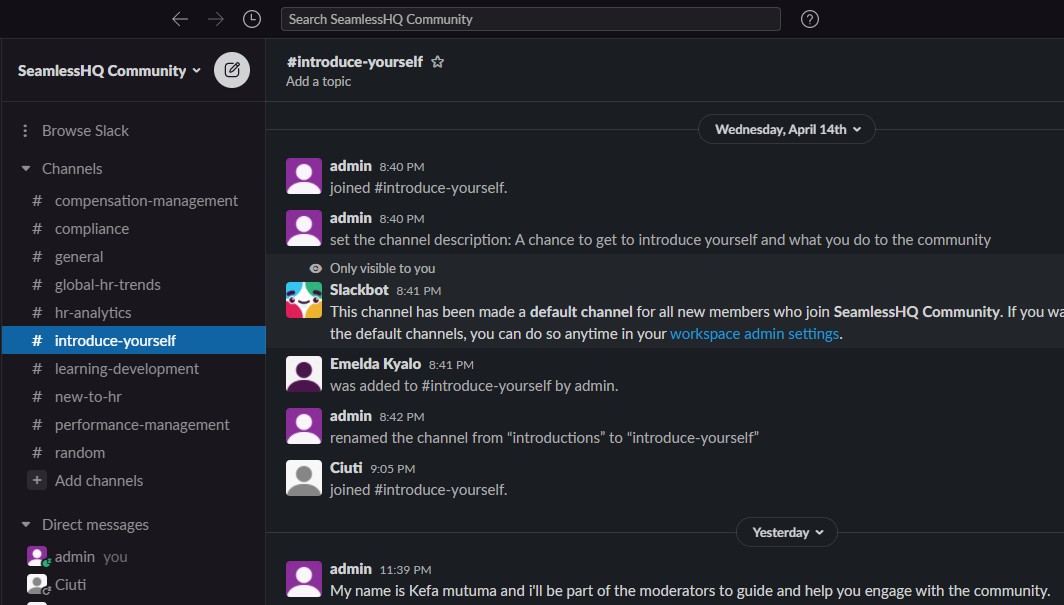 Search SeamlessHQ Community
SeamlessHQ Community
Browse Slack
Channels
# compensation-management
# compliance
# general
# global-hr-trends
# hr-analytics
# introduce-yourself
# learning-development
# new-to-hr
# performance-management
# random
+ Add channels
Direct messages
admin you
Ciuti
#introduce-yourself
Add a topic
Wednesday, April 14th
admin 8:40 PM
joined #introduce-yourself.
admin 8:40 PM
set the channel description: A chance to get to introduce yourself and what you do to the community
Only visible to you
Slackbot 8:41 PM
This channel has been made a default channel for all new members who join SeamlessHQ Community. If you wa
the default channels, you can do so anytime in your workspace admin settings.
Emelda Kyalo 8:41 PM
was added to #introduce-yourself by admin.
admin 8:42 PM
renamed the channel from “introductions” to “introduce-yourself”
Ciuti 9:05 PM
joined #introduce-yourself.
Yesterday
admin 11:39 PM
My name is Kefa mutuma and i'll be part of the moderators to guide and help you engage with the community.